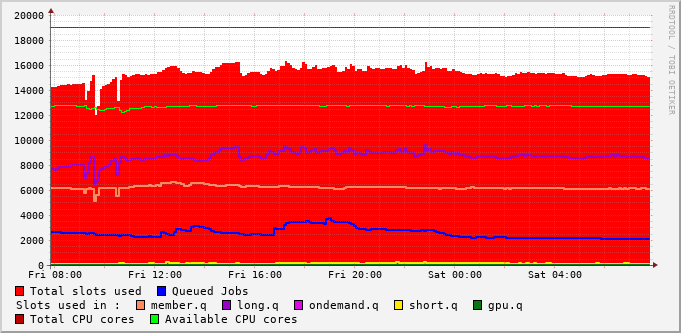 20000
18000
16000
14000
12000
10000
8000
6000
4000
2000
0
Fri 08:00 Fri 12:00 Fri 16:00 Fri 20:00 Sat 00:00 Sat 04:00
Total slots used Queued Jobs
Slots used in : member.q long.q ondemand.q short.q gpu.q
Total CPU cores Available CPU cores
RRDTOOL / TOBI OETIKER